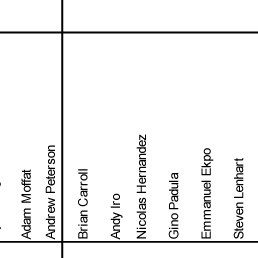 Adam Moffat
Andrew Peterson
Brian Carroll
Andy Iro
Nicolas Hernandez
Gino Padula
Emmanuel Ekpo
Steven Lenhart